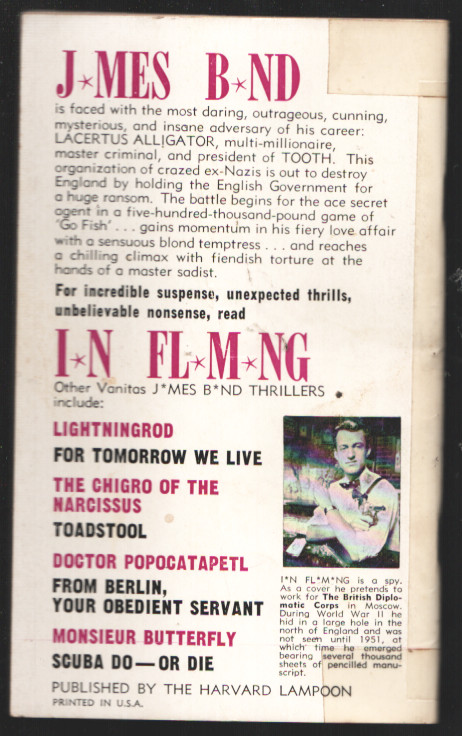 J*MES B*ND
is faced with the most daring, outrageous, cunning,
mysterious, and insane adversary of his career:
LACERTUS ALLIGATOR, multi-millionaire,
master criminal, and president of TOOTH. This
organization of crazed ex-Nazis is out to destroy
England by holding the English Government for
a huge ransom. The battle begins for the ace secret
agent in a five-hundred-thousand-pound game of
'Go Fish' . . . gains momentum in his fiery love affair
with a sensuous blond temptress . . . and reaches
a chilling climax with fiendish torture at the
hands of a master sadist.
For incredible suspense, unexpected thrills,
unbelievable nonsense, read
I*N FL*M*NG
Other Vanitas J*MES B*ND THRILLERS
include:
LIGHTNINGROD
FOR TOMORROW WE LIVE
THE CHIGRO OF THE
NARCISSUS
TOADSTOOL
DOCTOR POPOCATAPETL
FROM BERLIN,
YOUR OBEDIENT SERVANT
MONSIEUR BUTTERFLY
SCUBA DO—OR DIE
I*N FL*M*NG is a spy.
As a cover he pretends to
work for The British Diplo-
matic Corps in Moscow.
During World War II he
hid in a large hole in the
north of England and was
not seen until 1951, at
which time he emerged
bearing several thousand
sheets of pencilled manu-
script.
PUBLISHED BY THE HARVARD LAMPOON
PRINTED IN U.S.A.